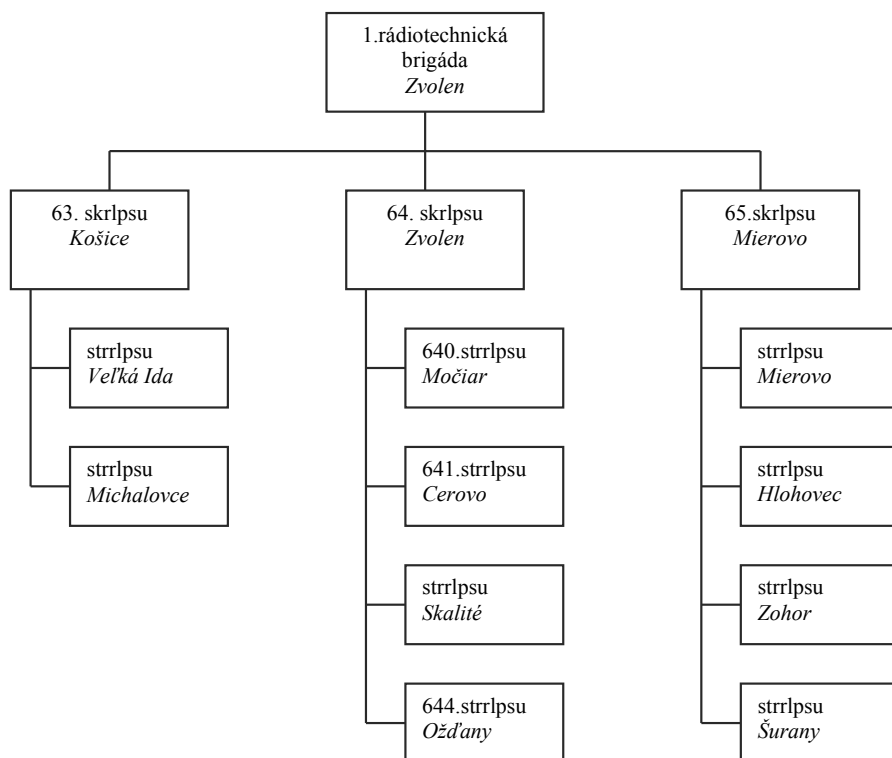 1.rádiotechnická
brigáda
Zvolen
63. skrlpsu
Košice
64. skrlpsu
Zvolen
65.skrlpsu
Mierovo
strrlpsu
Veľká Ida
640.strrlpsu
Močiar
strrlpsu
Mierovo
strrlpsu
Michalovce
641.strrlpsu
Cerovo
strrlpsu
Hlohovec
strrlpsu
Skalité
strrlpsu
Zohor
644.strrlpsu
Ožďany
strrlpsu
Šurany